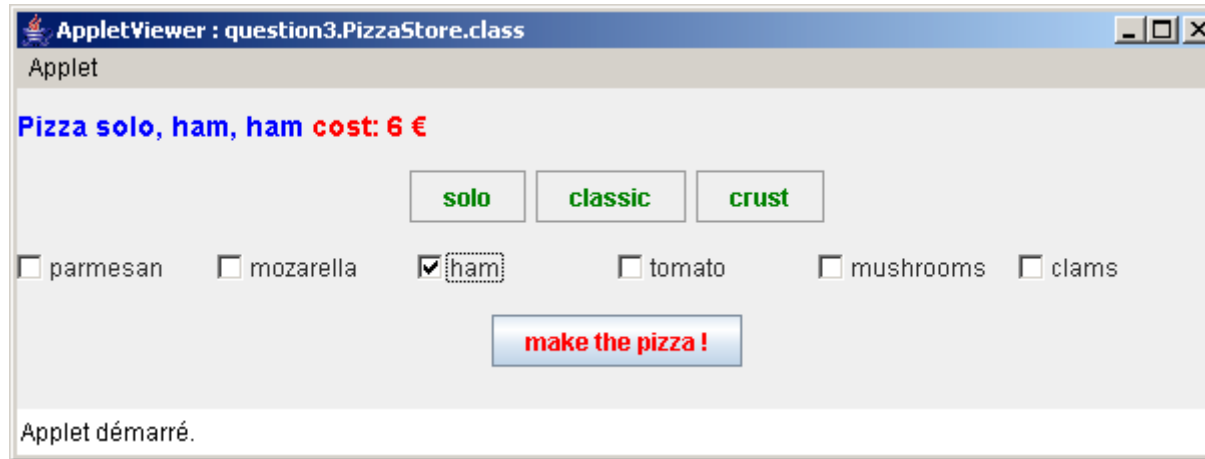 AppletViewer : question3.PizzaStore.class
Applet
Pizza solo, ham, ham cost: 6 €
solo classic crust
parmesan mozarella ham tomato mushrooms clams
make the pizza !
Applet démarré.